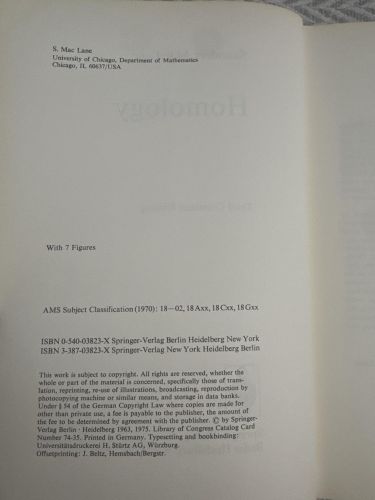 S. Mac Lane
University of Chicago, Department of Mathematics
Chicago, IL 60637/USA
Homology
With 7 Figures
AMS Subject Classification (1970): 18—02, 18 Axx, 18 Cxx, 18 Gxx
ISBN 0-540-03823-X Springer-Verlag Berlin Heidelberg New York
ISBN 3-387-03823-X Springer-Verlag New York Heidelberg Berlin
This work is subject to copyright. All rights are reserved, whether the
whole or part of the material is concerned, specifically those of trans-
lation, reprinting, re-use of illustrations, broadcasting, reproduction by
photocopying machine or similar means, and storage in data banks.
Under § 54 of the German Copyright Law where copies are made for
other than private use, a fee is payable to the publisher, the amount of
the fee to be determined by agreement with the publisher. © by Springer-
Verlag Berlin · Heidelberg 1963, 1975. Library of Congress Catalog Card
Number 74-35. Printed in Germany. Typesetting and bookbinding:
Universitätsdruckerei H. Stürtz AG, Würzburg.
Offsetprinting: J. Beltz, Hemsbach/Bergstr.